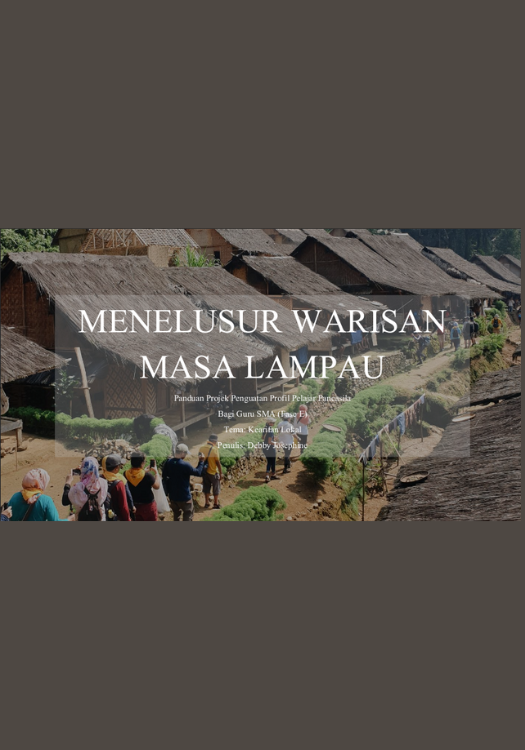 MENELUSUR WARISAN
MASA LAMPAU
Panduan Projek Penguatan Profil Pelajar Pancasila
Bagi Guru SMA (Fase E)
Tema: Kearifan Lokal
Penulis: Debby Josephine